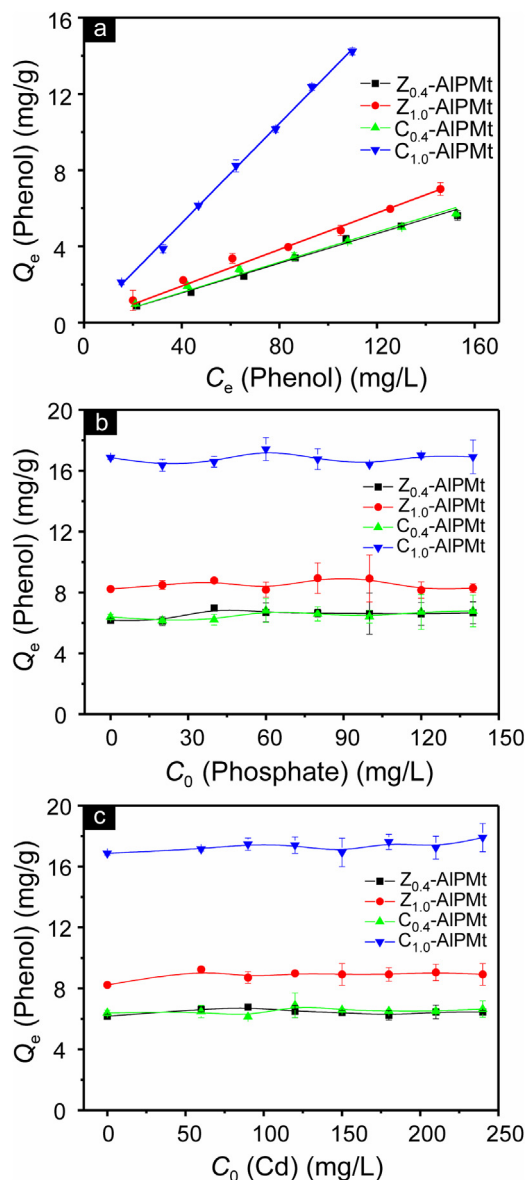 a
16
12
8
4
0
Qe (Phenol) (mg/g)
Z0.4-AlPMt
Z1.0-AlPMt
C0.4-AlPMt
C1.0-AlPMt
0 40 80 120 160
Ce (Phenol) (mg/L)
b
20
16
12
8
4
0
Qe (Phenol) (mg/g)
Z0.4-AlPMt
Z1.0-AlPMt
C0.4-AlPMt
C1.0-AlPMt
0 30 60 90 120 150
C0 (Phosphate) (mg/L)
c
20
16
12
8
4
0
Qe (Phenol) (mg/g)
Z0.4-AlPMt
Z1.0-AlPMt
C0.4-AlPMt
C1.0-AlPMt
0 50 100 150 200 250
C0 (Cd) (mg/L)